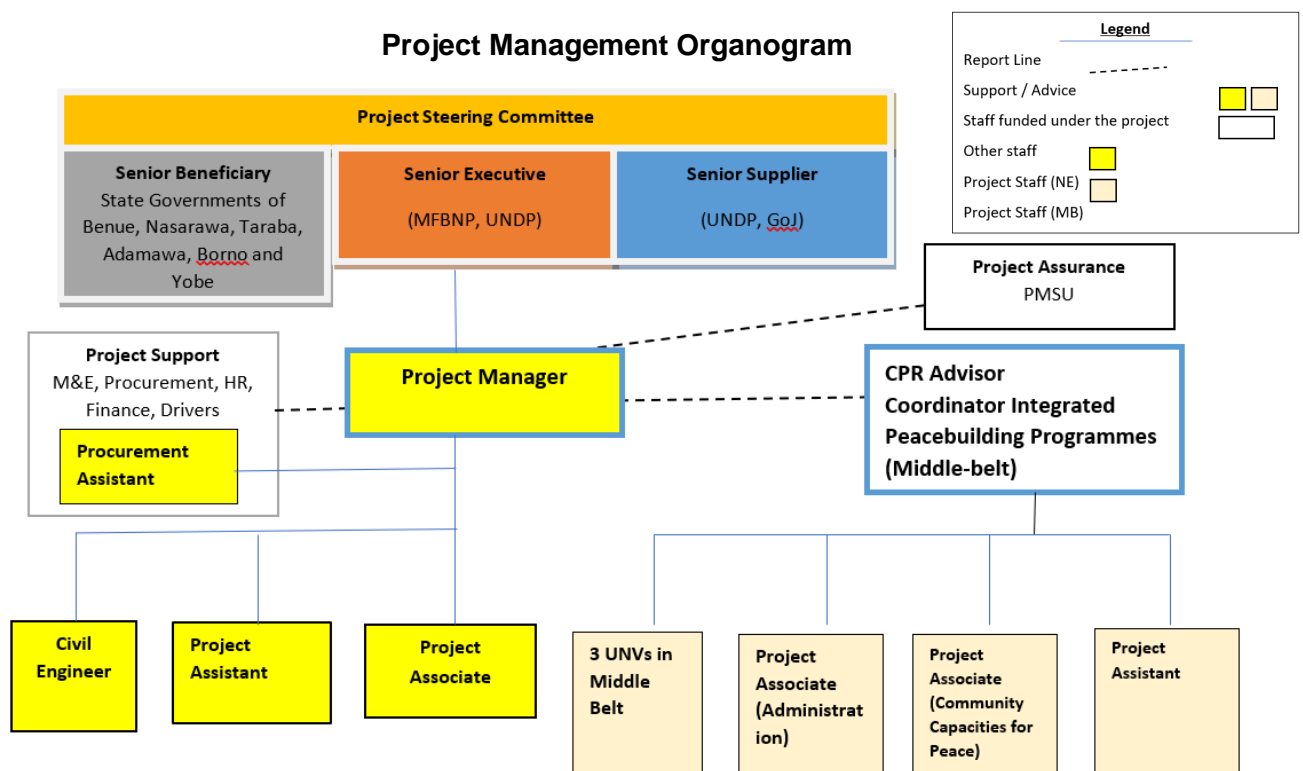 Project Management Organogram
Legend
Report Line
Support / Advice
Staff funded under the project
Other staff
Project Staff (NE)
Project Staff (MB)
Project Steering Committee
Senior Beneficiary
State Governments of
Benue, Nasarawa, Taraba,
Adamawa, Borno and
Yobe
Senior Executive
(MFBNP, UNDP)
Senior Supplier
(UNDP, GoJ)
Project Assurance
PMSU
Project Support
M&E, Procurement, HR,
Finance, Drivers
Procurement
Assistant
Project Manager
CPR Advisor
Coordinator Integrated
Peacebuilding Programmes
(Middle-belt)
Civil
Engineer
Project
Assistant
Project
Associate
3 UNVs in
Middle
Belt
Project
Associate
(Administrat
ion)
Project
Associate
(Community
Capacities for
Peace)
Project
Assistant